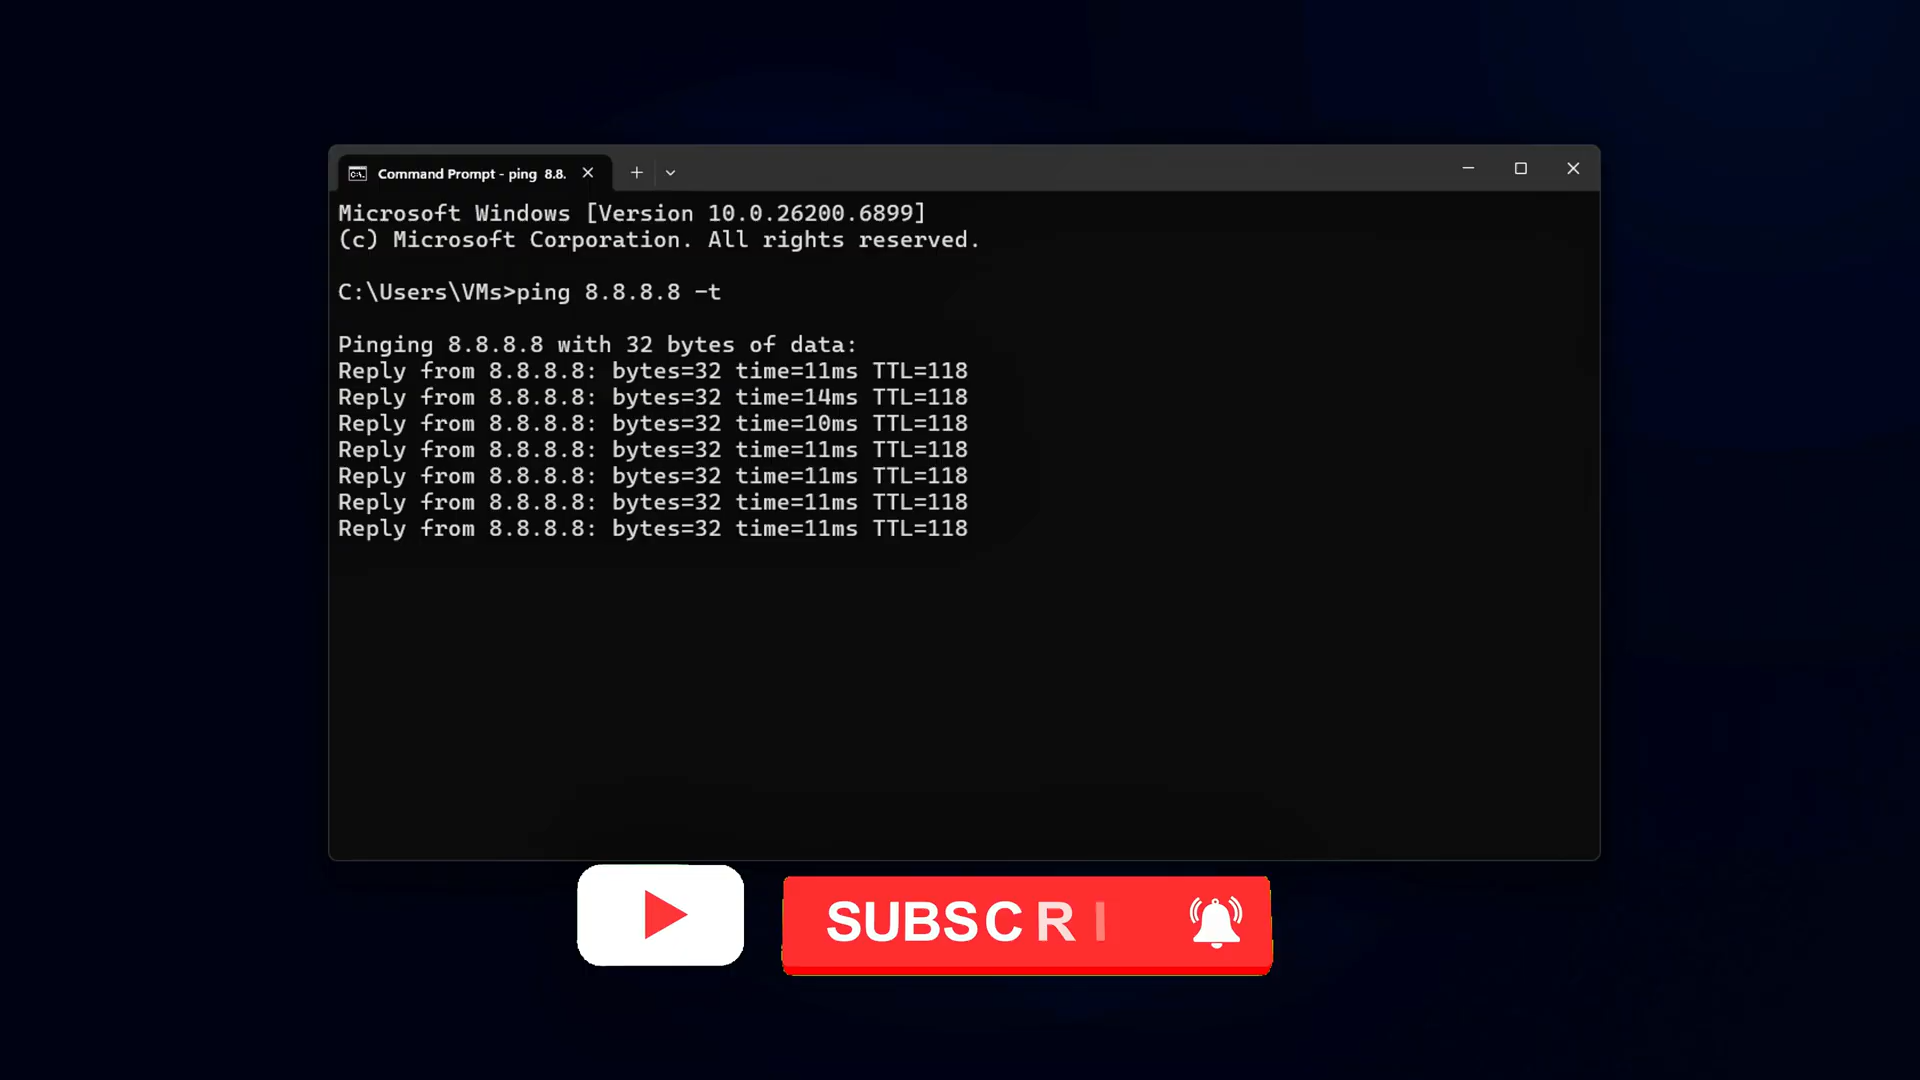 Command Prompt - ping 8.8.
Microsoft Windows [Version 10.0.26200.6899]
(c) Microsoft Corporation. All rights reserved.
C:\Users\VMs>ping 8.8.8.8 -t
Pinging 8.8.8.8 with 32 bytes of data:
Reply from 8.8.8.8: bytes=32 time=11ms TTL=118
Reply from 8.8.8.8: bytes=32 time=14ms TTL=118
Reply from 8.8.8.8: bytes=32 time=10ms TTL=118
Reply from 8.8.8.8: bytes=32 time=11ms TTL=118
Reply from 8.8.8.8: bytes=32 time=11ms TTL=118
Reply from 8.8.8.8: bytes=32 time=11ms TTL=118
Reply from 8.8.8.8: bytes=32 time=11ms TTL=118
SUBSCRI